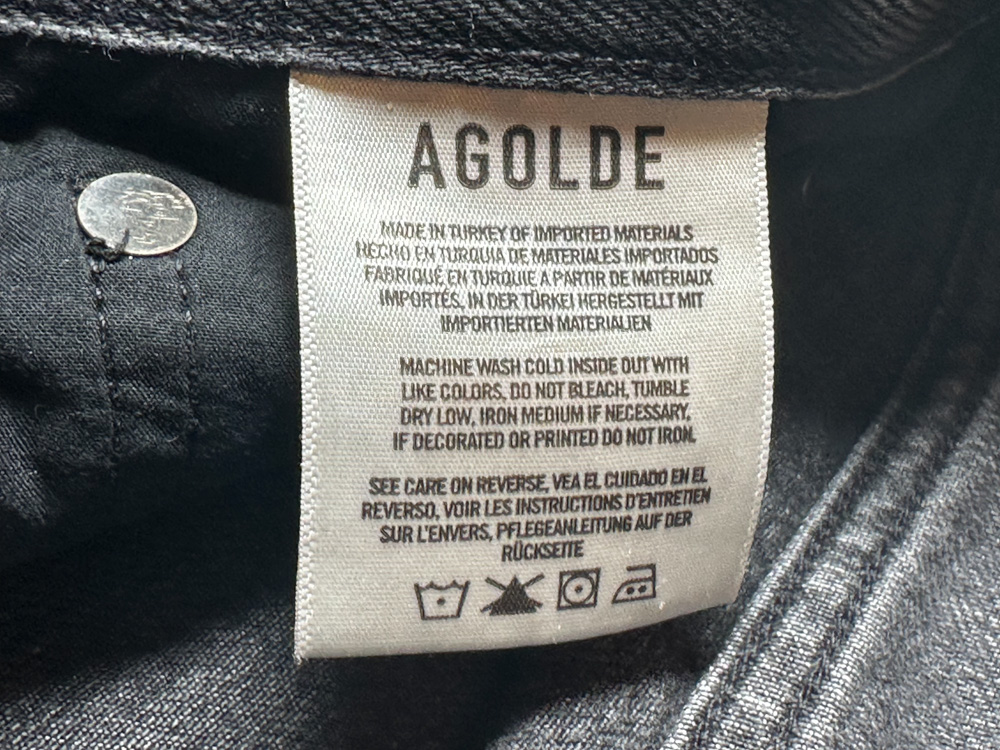 AGOLDE
MADE IN TURKEY OF IMPORTED MATERIALS
HECHO EN TURQUIA DE MATERIALES IMPORTADOS
FABRIQUÉ EN TURQUIE A PARTIR DE MATÉRIAUX
IMPORTÉS, IN DER TÜRKEI HERGESTELLT MIT
IMPORTIERTEN MATERIALIEN
MACHINE WASH COLD INSIDE OUT WITH
LIKE COLORS. DO NOT BLEACH, TUMBLE
DRY LOW, IRON MEDIUM IF NECESSARY,
IF DECORATED OR PRINTED DO NOT IRON.
SEE CARE ON REVERSE, VEA EL CUIDADO EN EL
REVERSO, VOIR LES INSTRUCTIONS D'ENTRETIEN
SUR L'ENVERS, PFLEGEANLEITUNG AUF DER
RÜCKSEITE